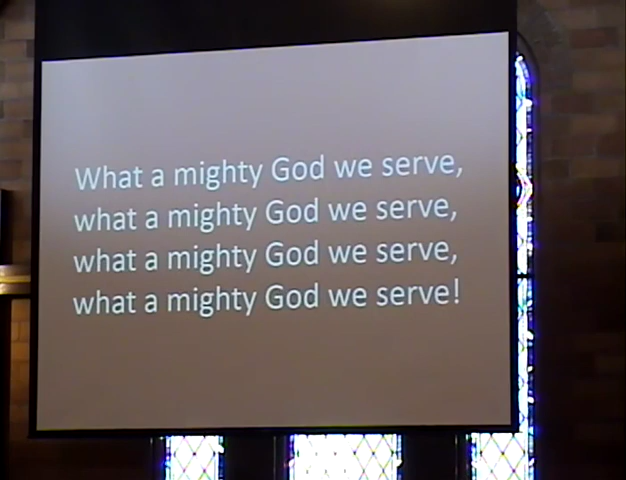 What a mighty God we serve,
what a mighty God we serve,
what a mighty God we serve,
what a mighty God we serve!